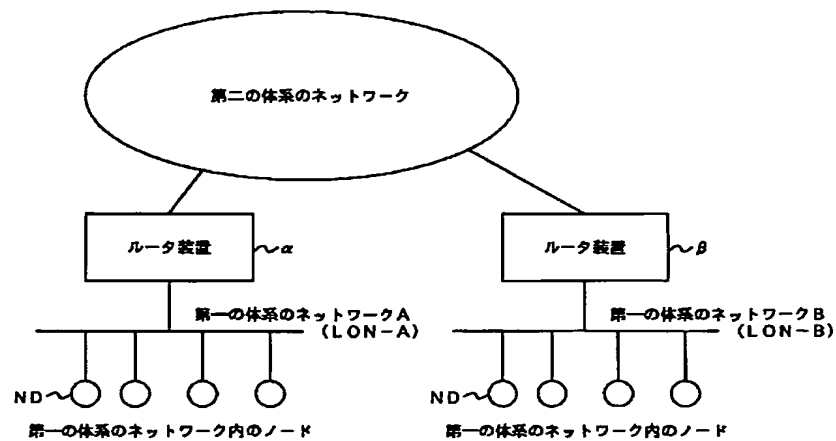 第二の体系のネットワーク
ルータ装置
α
ルータ装置
β
第一の体系のネットワークA
(LON-A)
第一の体系のネットワークB
(LON-B)
ND
ND
第一の体系のネットワーク内のノード
第一の体系のネットワーク内のノード